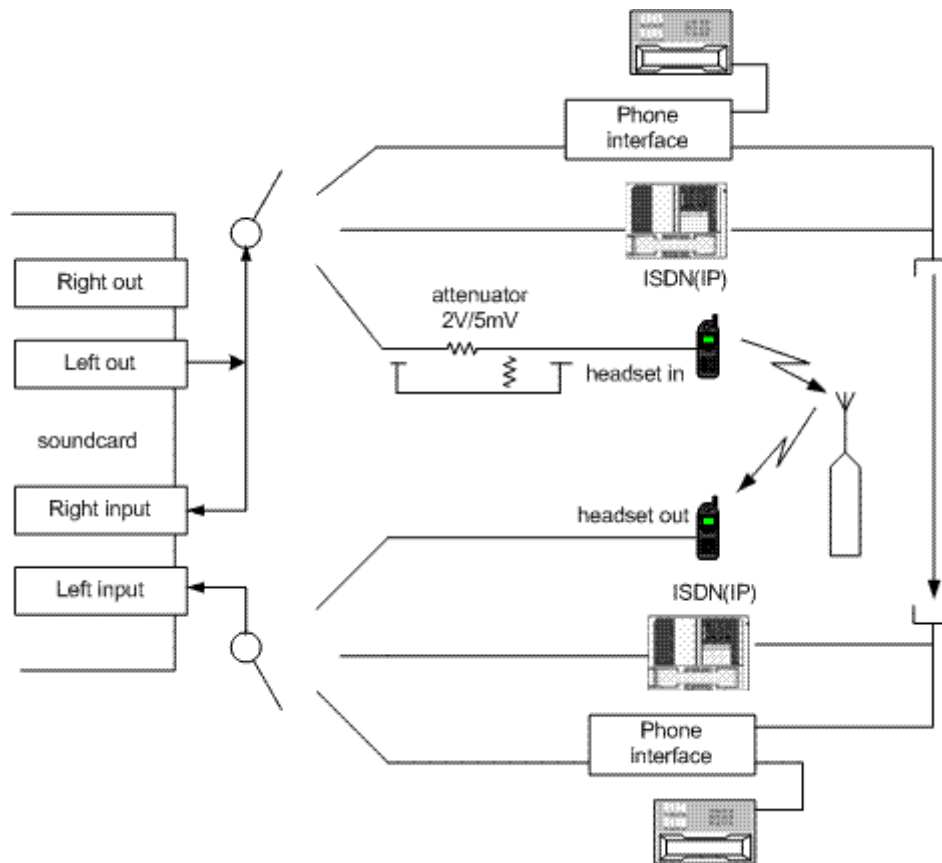 Phone
interface
Right out
ISDN(IP)
attenuator
2V/5mV
Left out
headset in
soundcard
Right input
headset out
Left input
ISDN(IP)
Phone
interface